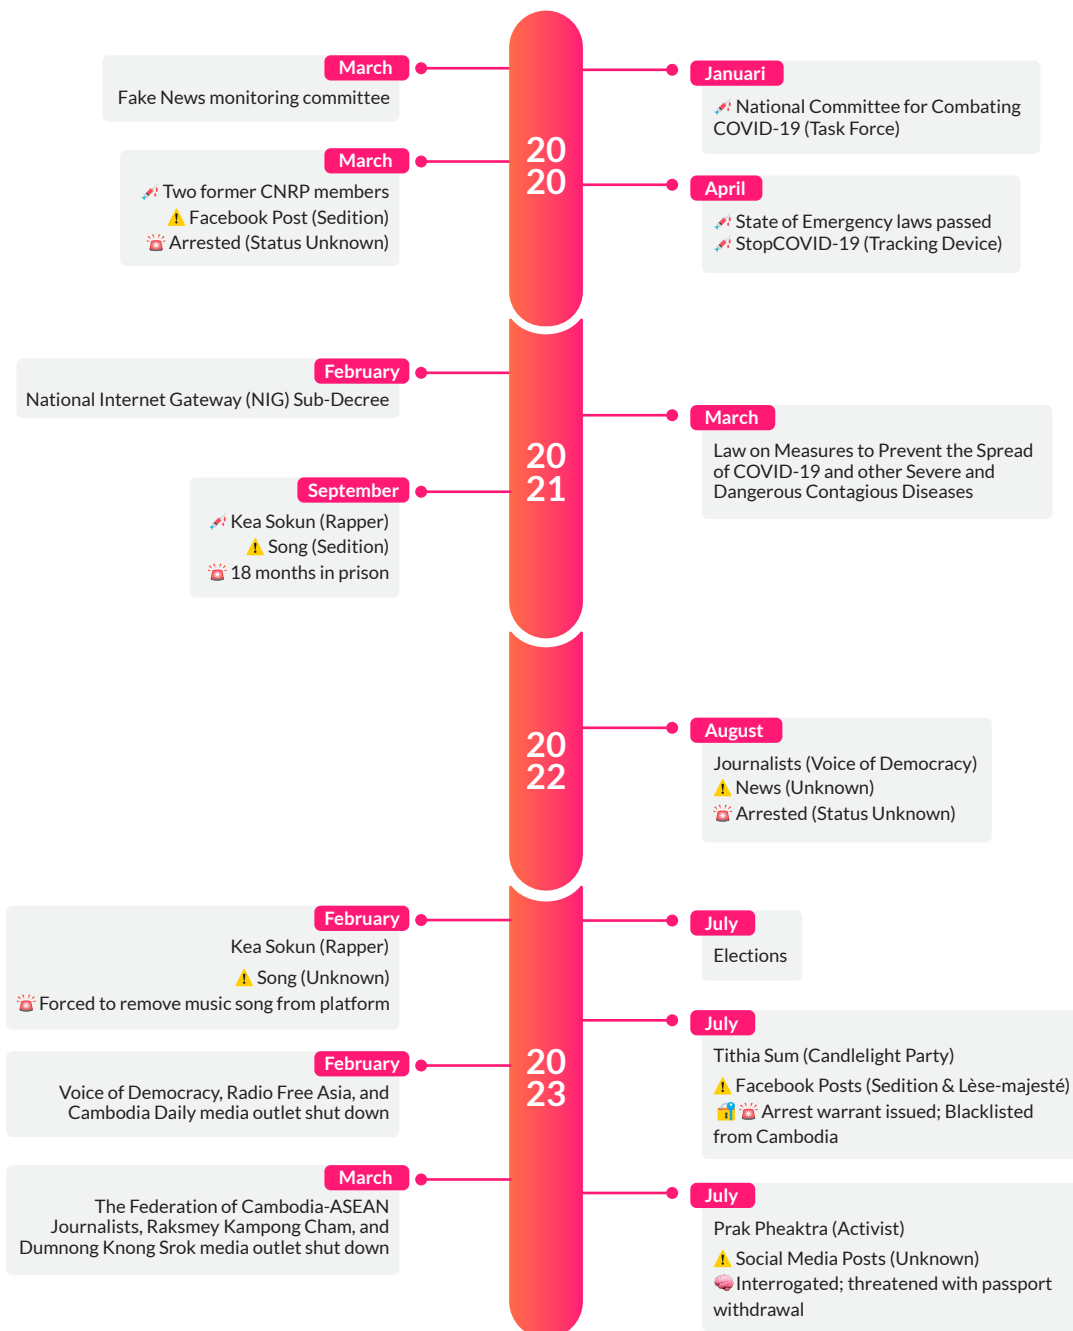 March
Fake News monitoring committee
Januari
National Committee for Combating
COVID-19 (Task Force)
20
20
March
Two former CNRP members
Facebook Post (Sedition)
Arrested (Status Unknown)
April
State of Emergency laws passed
StopCOVID-19 (Tracking Device)
February
National Internet Gateway (NIG) Sub-Decree
March
Law on Measures to Prevent the Spread
of COVID-19 and other Severe and
Dangerous Contagious Diseases
20
21
September
Kea Sokun (Rapper)
Song (Sedition)
18 months in prison
20
22
August
Journalists (Voice of Democracy)
News (Unknown)
Arrested (Status Unknown)
February
Kea Sokun (Rapper)
Song (Unknown)
Forced to remove music song from platform
July
Elections
20
23
February
Voice of Democracy, Radio Free Asia, and
Cambodia Daily media outlet shut down
July
Tithia Sum (Candlelight Party)
Facebook Posts (Sedition & Lèse-majesté)
Arrest warrant issued; Blacklisted
from Cambodia
March
The Federation of Cambodia-ASEAN
Journalists, Raksmey Kampong Cham, and
Dumnong Knong Srok media outlet shut down
July
Prak Pheaktra (Activist)
Social Media Posts (Unknown)
Interrogated; threatened with passport
withdrawal